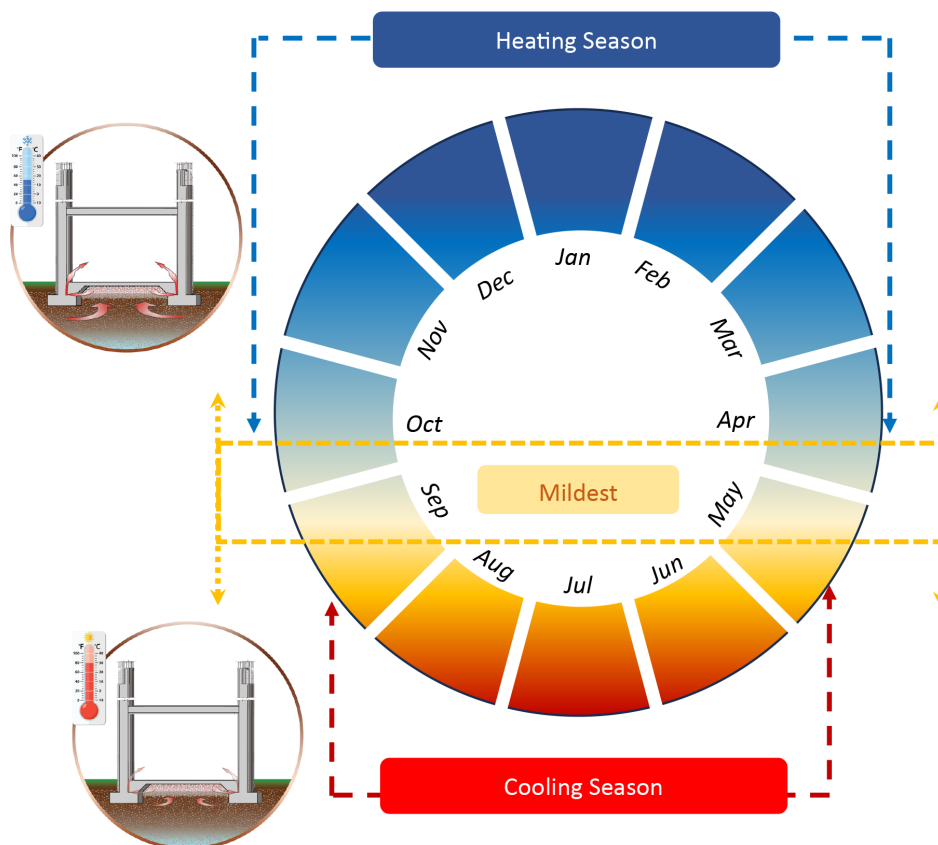 Heating Season
Jan
Feb
Mar
Apr
May
Jun
Jul
Aug
Sep
Oct
Nov
Dec
Mildest
Cooling Season
°F °C
°F °C